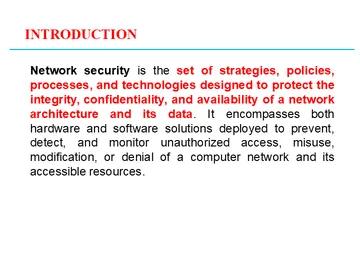 INTRODUCTION
Network security is the set of strategies, policies,
processes, and technologies designed to protect the
integrity, confidentiality, and availability of a network
architecture and its data. It encompasses both
hardware and software solutions deployed to prevent,
detect, and monitor unauthorized access, misuse,
modification, or denial of a computer network and its
accessible resources.